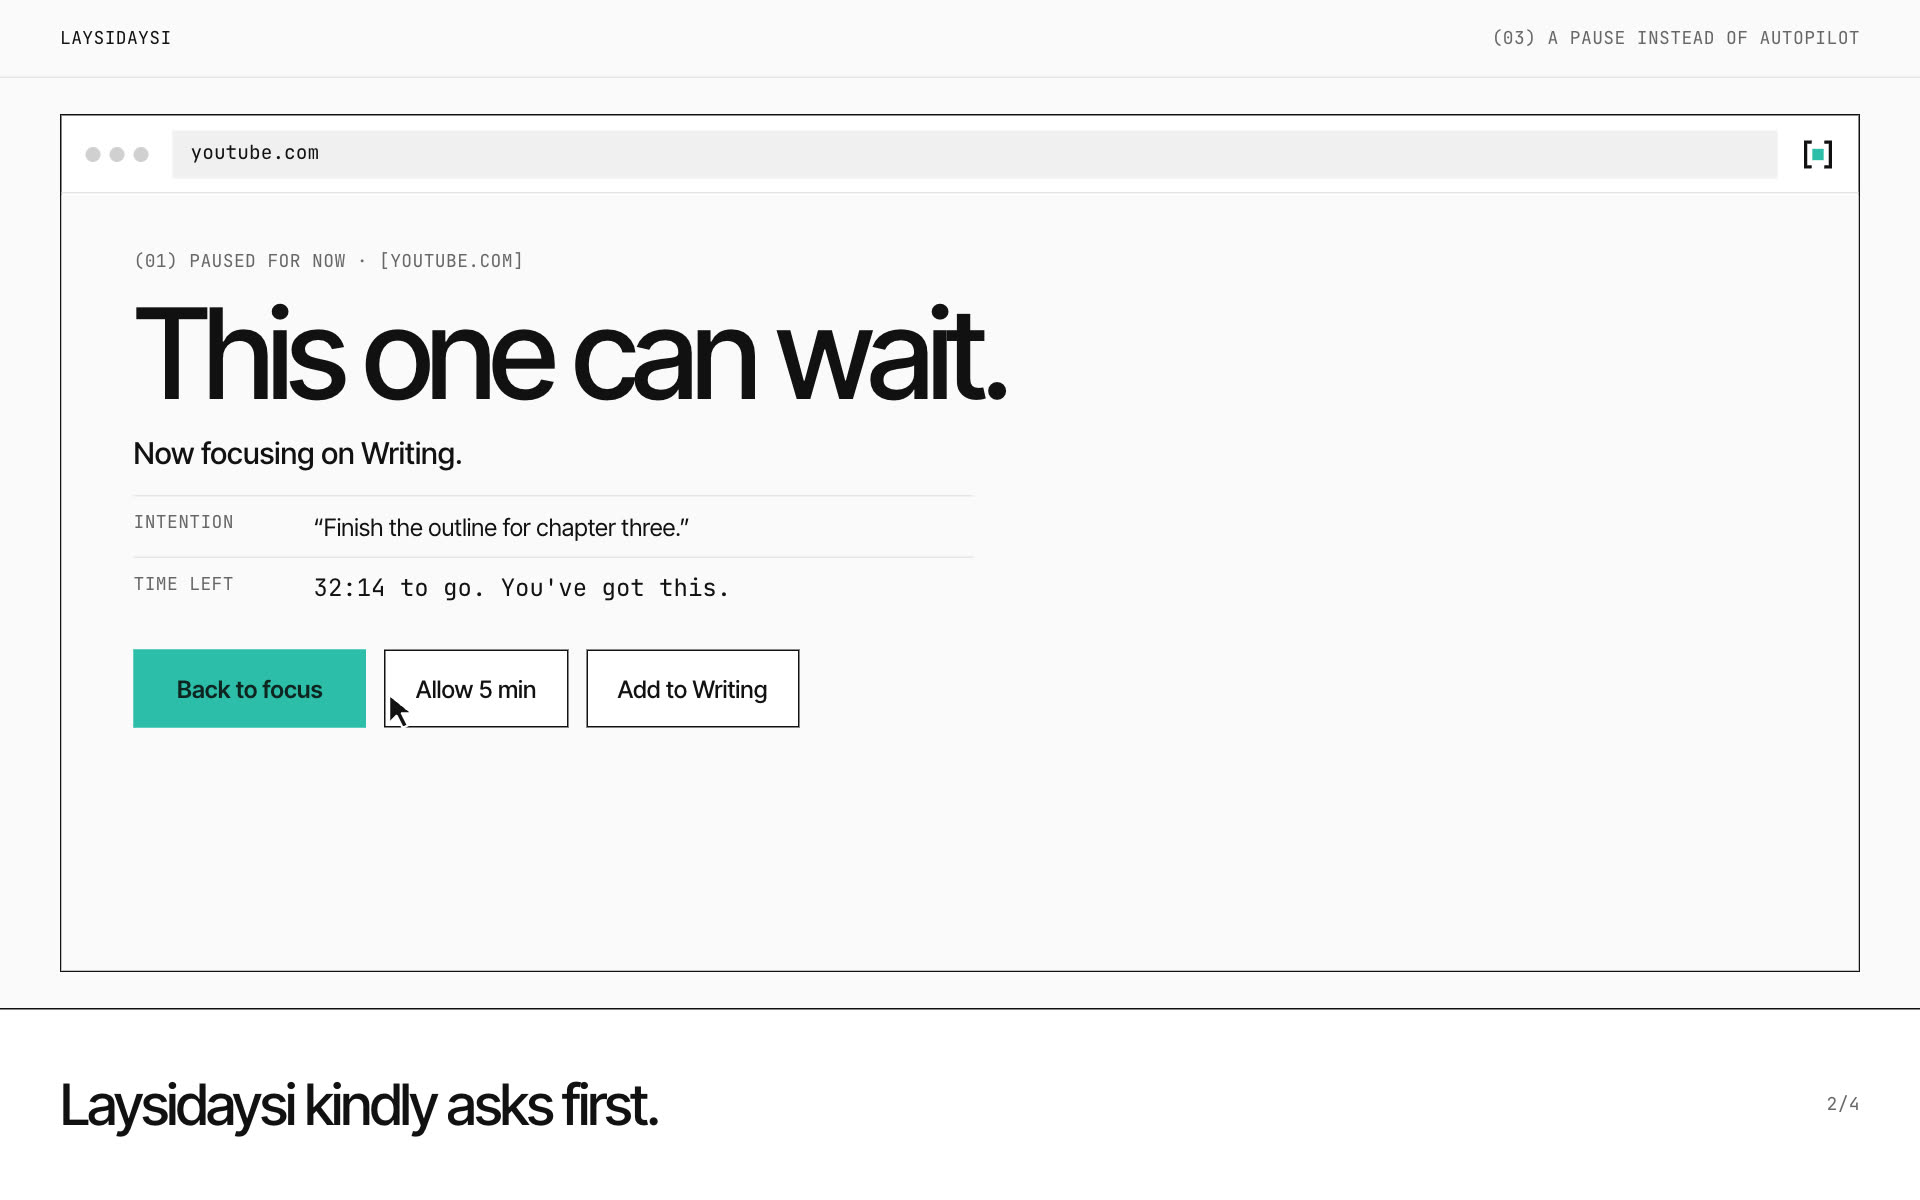 LAYSIDAYSI
(03) A PAUSE INSTEAD OF AUTOPILOT
youtube.com
(01) PAUSED FOR NOW · [YOUTUBE.COM]
This one can wait.
Now focusing on Writing.
INTENTION “Finish the outline for chapter three.”
TIME LEFT 32:14 to go. You've got this.
Back to focus Allow 5 min Add to Writing
Laysidaysi kindly asks first.
2/4